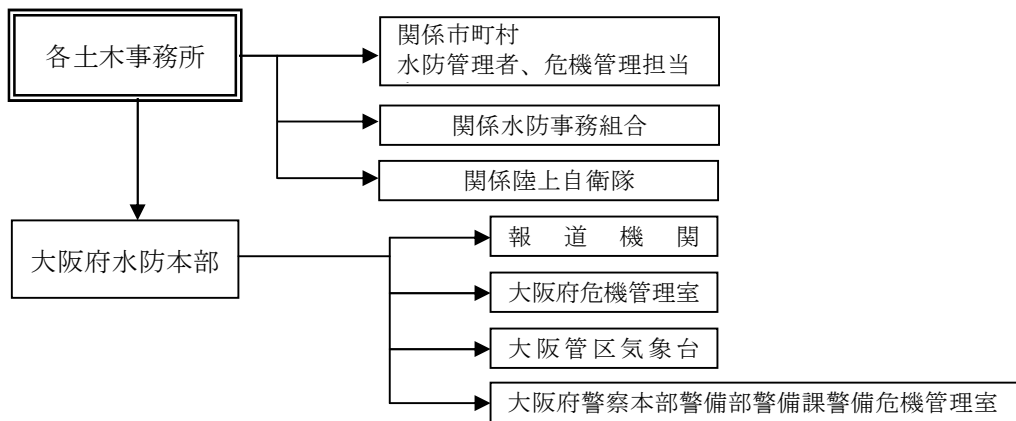 各土木事務所
関係市町村
水防管理者、危機管理担当
関係水防事務組合
関係陸上自衛隊
大阪府水防本部
報道機関
大阪府危機管理室
大阪管区気象台
大阪府警察本部警備部警備課警備危機管理室